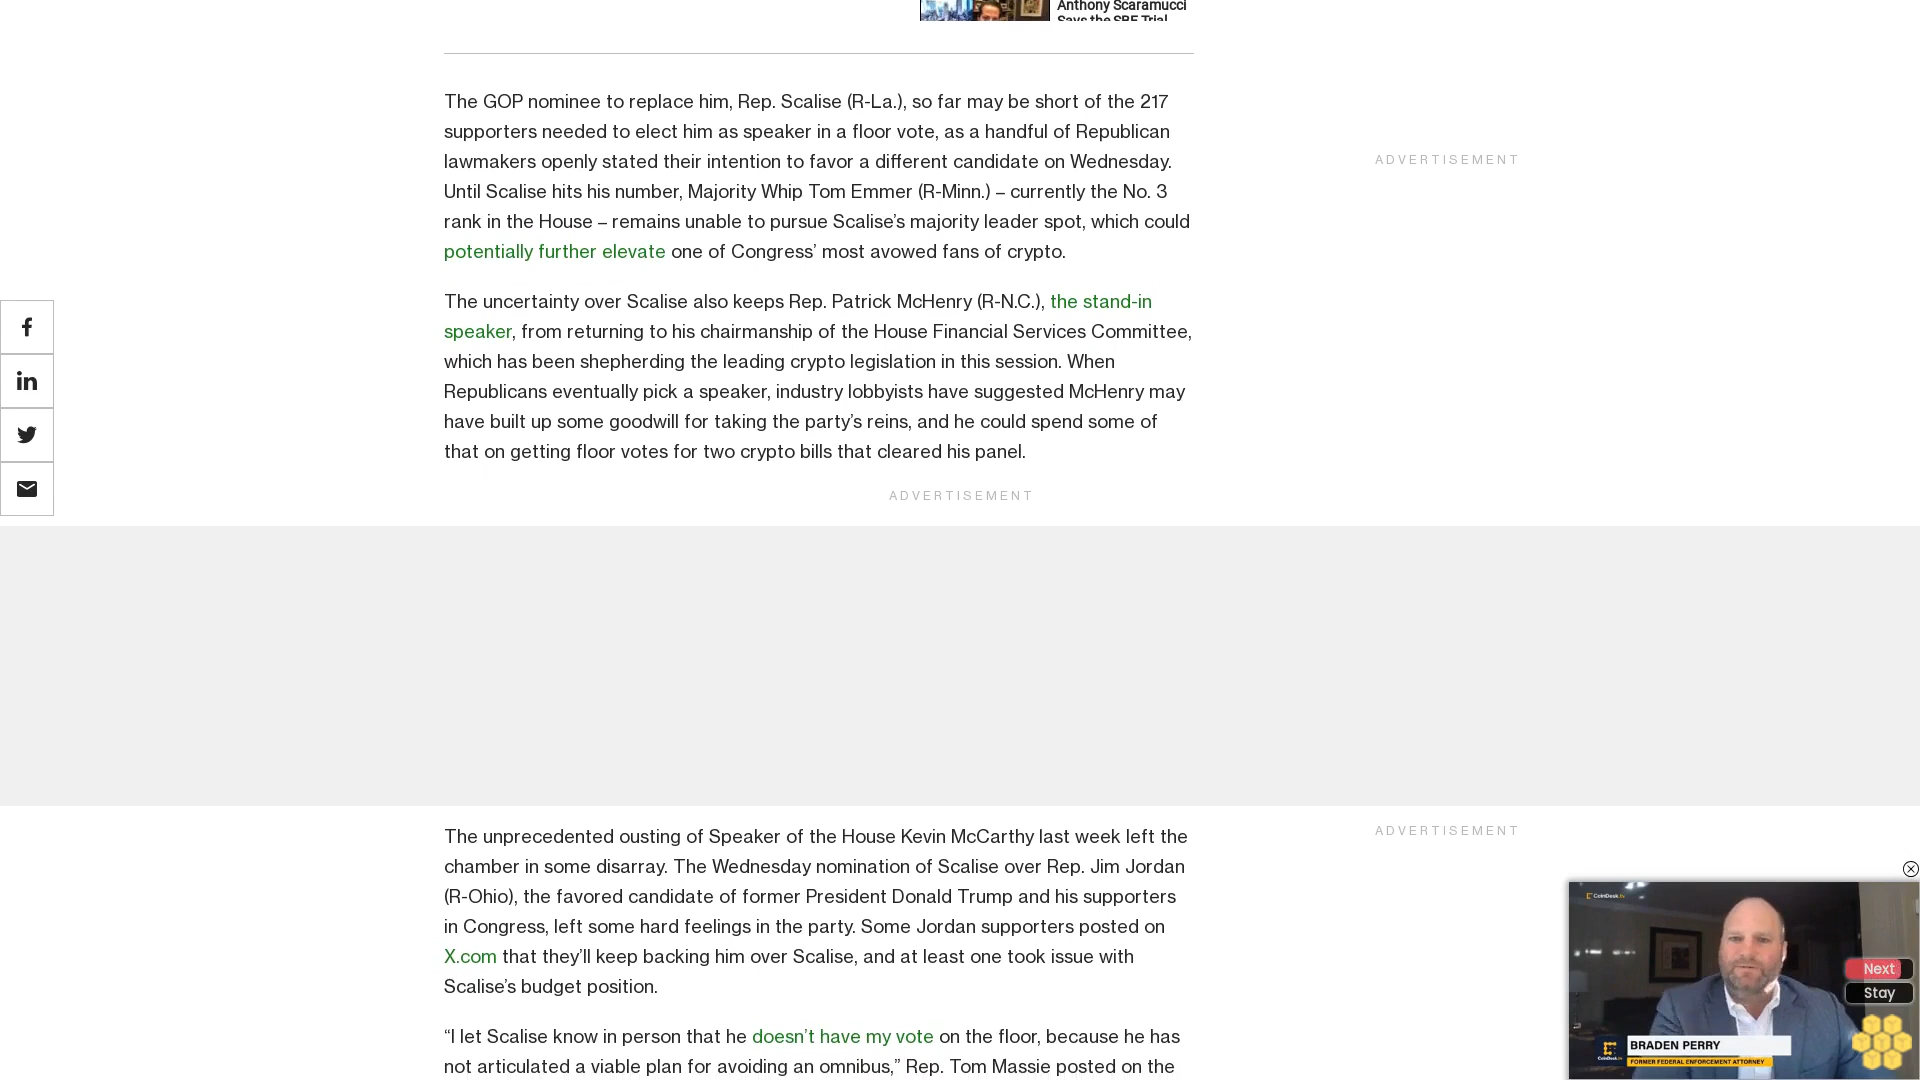 Anthony Scaramucci
Says the SBF Trial
The GOP nominee to replace him, Rep. Scalise (R-La.), so far may be short of the 217
supporters needed to elect him as speaker in a floor vote, as a handful of Republican
lawmakers openly stated their intention to favor a different candidate on Wednesday.
Until Scalise hits his number, Majority Whip Tom Emmer (R-Minn.) – currently the No. 3
rank in the House – remains unable to pursue Scalise’s majority leader spot, which could
potentially further elevate one of Congress’ most avowed fans of crypto.
ADVERTISEMENT
The uncertainty over Scalise also keeps Rep. Patrick McHenry (R-N.C.), the stand-in
speaker, from returning to his chairmanship of the House Financial Services Committee,
which has been shepherding the leading crypto legislation in this session. When
Republicans eventually pick a speaker, industry lobbyists have suggested McHenry may
have built up some goodwill for taking the party’s reins, and he could spend some of
that on getting floor votes for two crypto bills that cleared his panel.
ADVERTISEMENT
The unprecedented ousting of Speaker of the House Kevin McCarthy last week left the
chamber in some disarray. The Wednesday nomination of Scalise over Rep. Jim Jordan
(R-Ohio), the favored candidate of former President Donald Trump and his supporters
in Congress, left some hard feelings in the party. Some Jordan supporters posted on
X.com that they’ll keep backing him over Scalise, and at least one took issue with
Scalise’s budget position.
“I let Scalise know in person that he doesn’t have my vote on the floor, because he has
not articulated a viable plan for avoiding an omnibus,” Rep. Tom Massie posted on the
ADVERTISEMENT
CoinDesk.tv
Next
Stay
BRADEN PERRY
CoinDesk.tv
FORMER FEDERAL ENFORCEMENT ATTORNEY